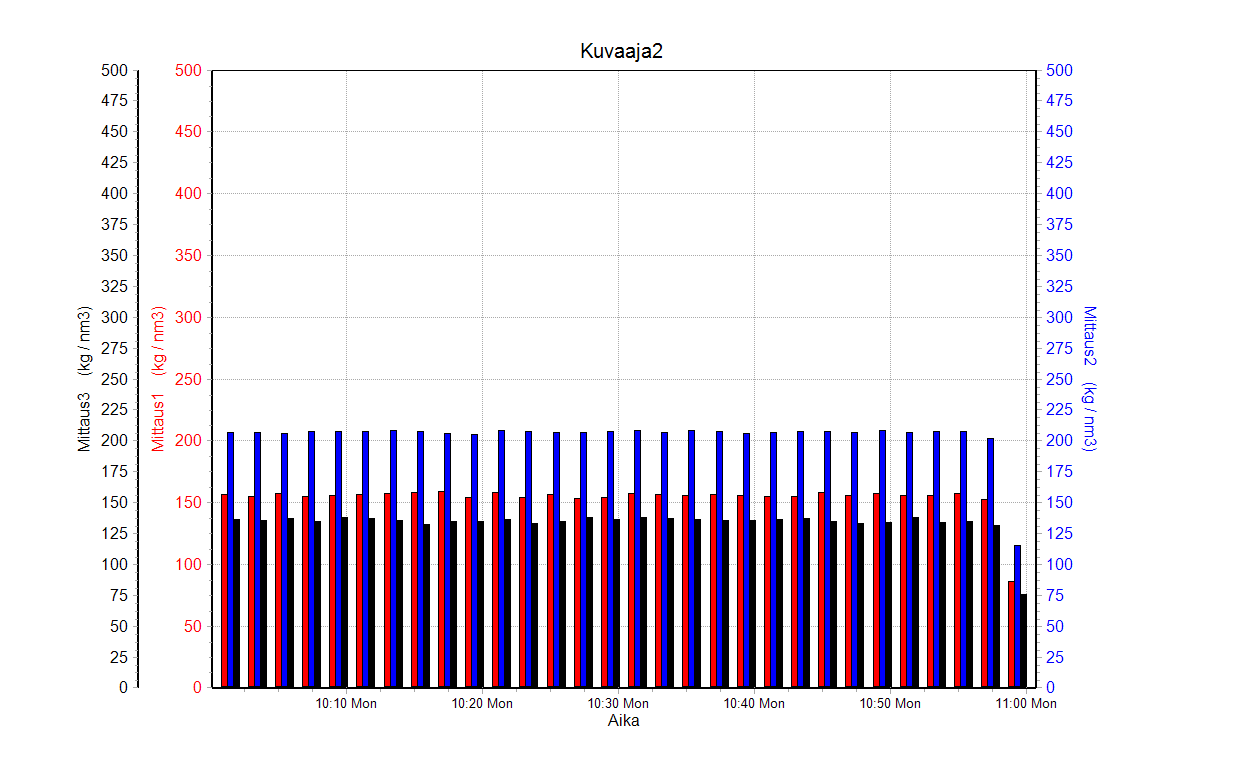 Kuvaaja2
500 500 500
475 475
450 450 450
425 425
400 400 400
375 375
350 350 350
325 325
300 300 300
275 275
250 250 250
225 225
200 200 200
175 175
150 150 150
125 125
100 100 100
75 75
50 50 50
25 25
0 0 0
Mittaus3 (kg / nm3)
Mittaus1 (kg / nm3)
Mittaus2 (kg / nm3)
10:10 Mon 10:20 Mon 10:30 Mon 10:40 Mon 10:50 Mon 11:00 Mon
Aika